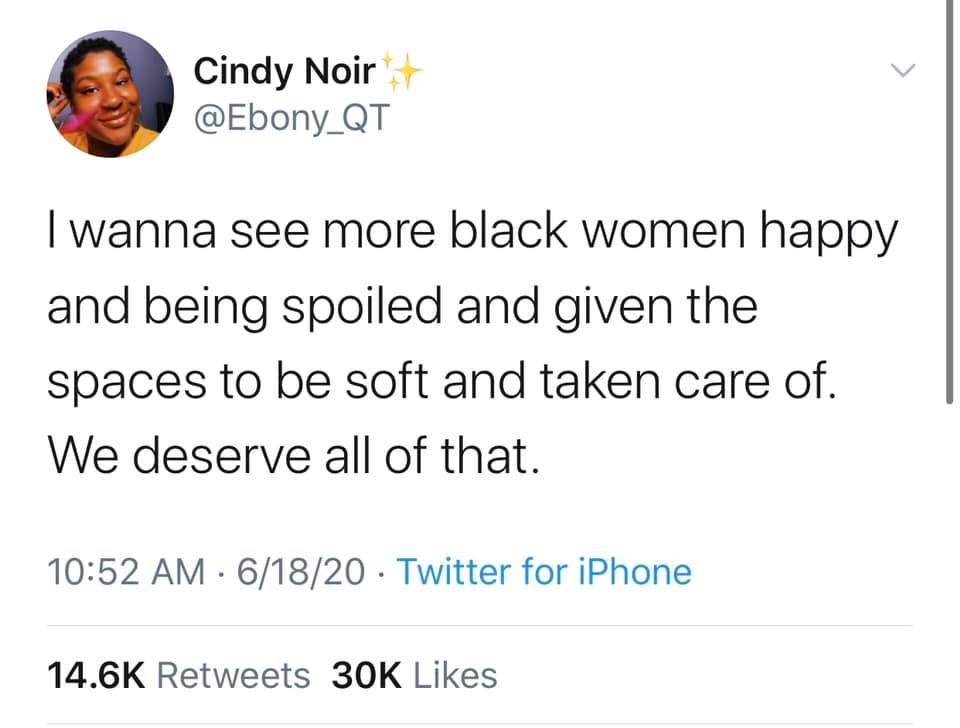 Cindy Noir✨
@Ebony_QT
I wanna see more black women happy
and being spoiled and given the
spaces to be soft and taken care of.
We deserve all of that.
10:52 AM · 6/18/20 · Twitter for iPhone
14.6K Retweets 30K Likes